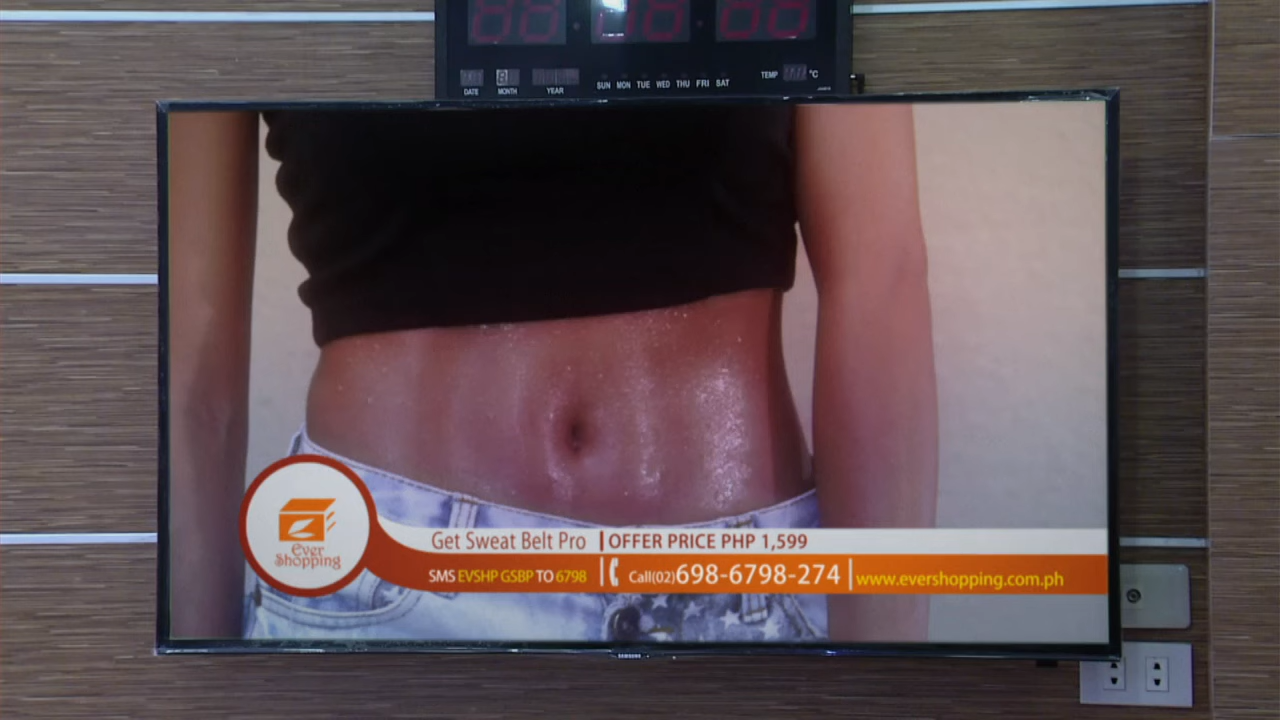 DATE MONTH YEAR SUN MON TUE WED THU FRI SAT TEMP °C
Get Sweat Belt Pro | OFFER PRICE PHP 1,599
Ever
Shopping
SMS EVSHP GSBP TO 6798 | Call(02)698-6798-274 | www.evershopping.com.ph
SAMSUNG